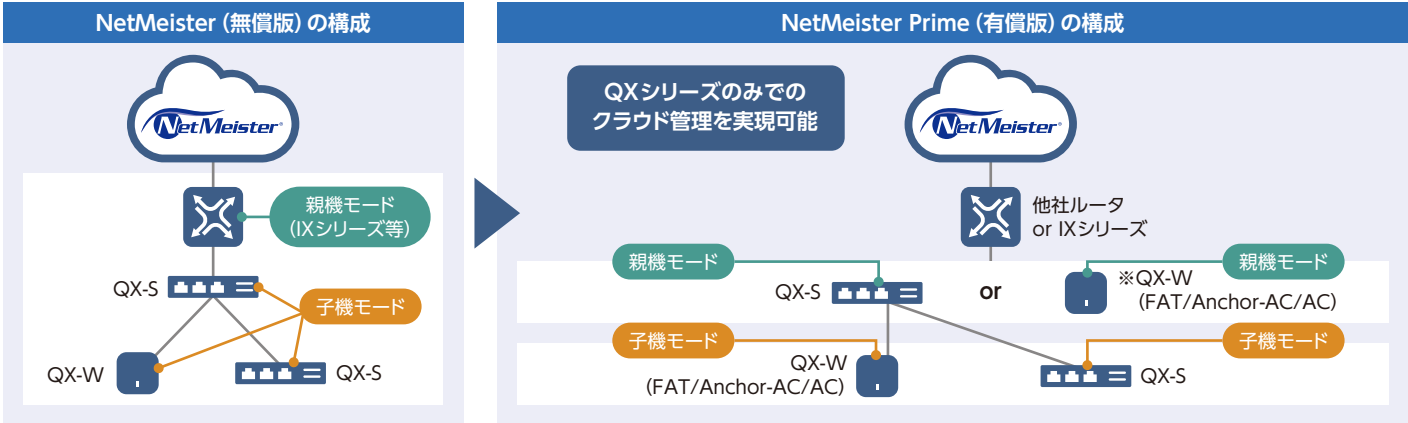 NetMeister（無償版）の構成
NetMeister®
親機モード
（IXシリーズ等）
QX-S
子機モード
QX-W
QX-S
NetMeister Prime（有償版）の構成
QXシリーズのみでの
クラウド管理を実現可能
NetMeister®
他社ルータ
or IXシリーズ
親機モード
QX-S
or
親機モード
※QX-W
（FAT/Anchor-AC/AC）
子機モード
QX-W
（FAT/Anchor-AC/AC）
子機モード
QX-S